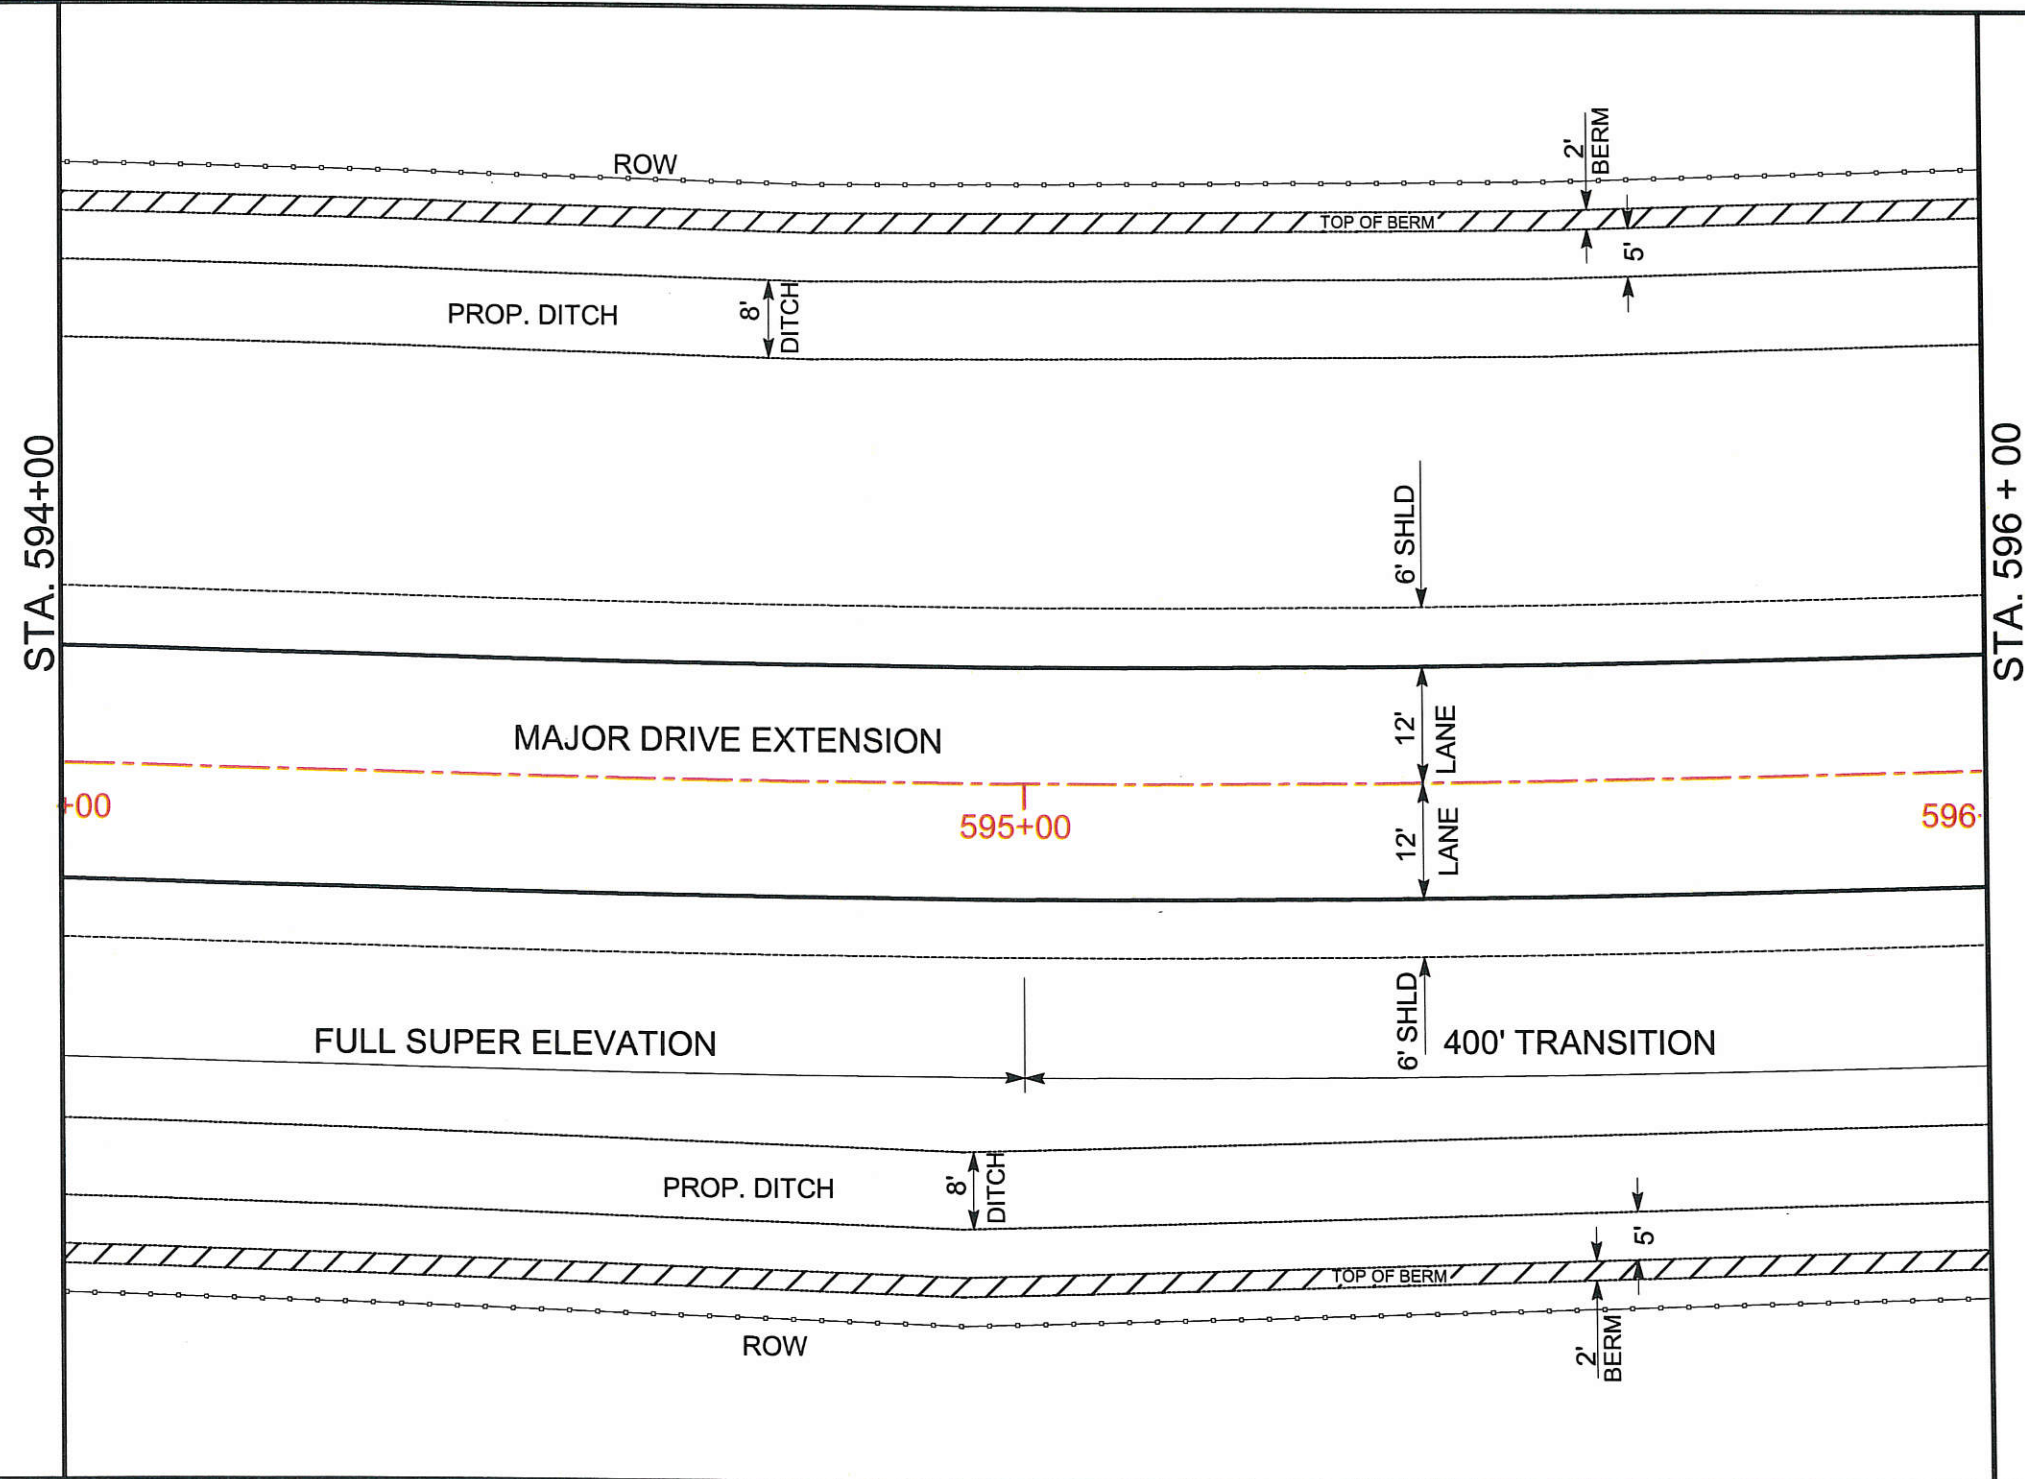 STA. 594+00
STA. 596 + 00
ROW
2'
BERM
TOP OF BERM
5'
PROP. DITCH
8'
DITCH
6' SHLD
MAJOR DRIVE EXTENSION
12'
LANE
+00
595+00
596
12'
LANE
6' SHLD
FULL SUPER ELEVATION
400' TRANSITION
PROP. DITCH
8'
DITCH
5'
TOP OF BERM
ROW
2'
BERM